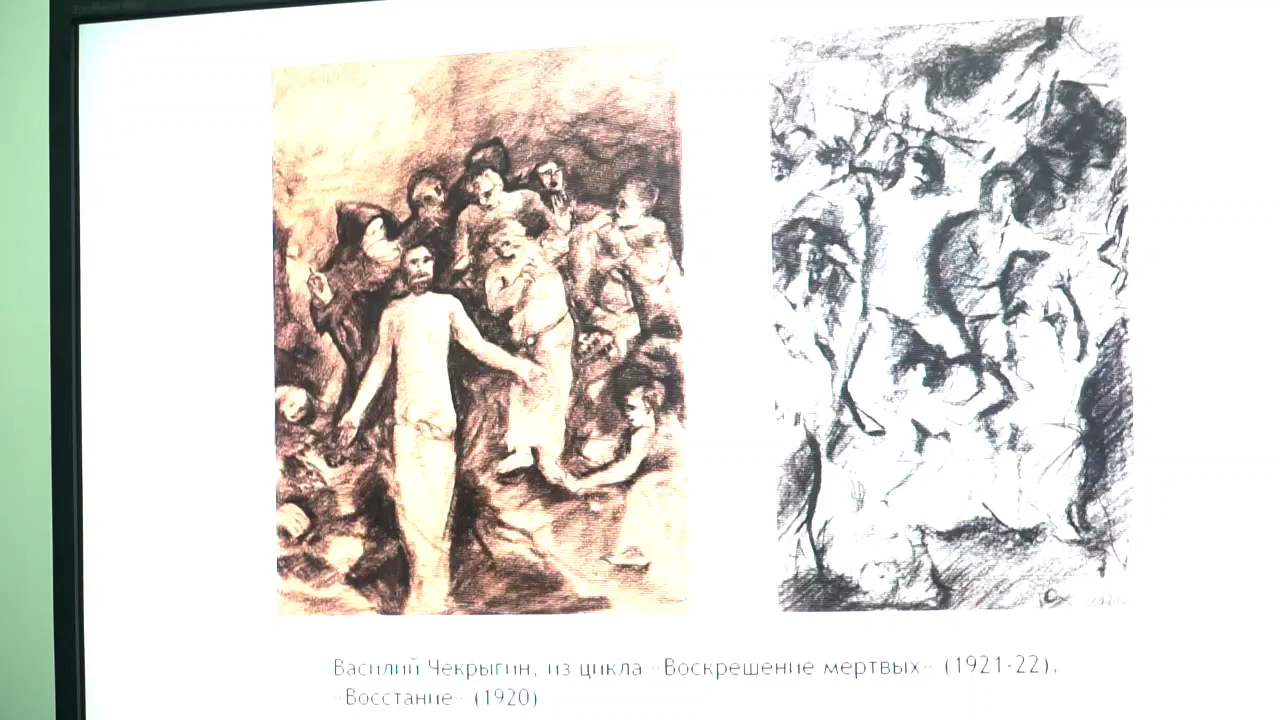 Василий Чекрыгин, из цикла «Воскрешение мертвых» (1921-22),
«Восстание» (1920)